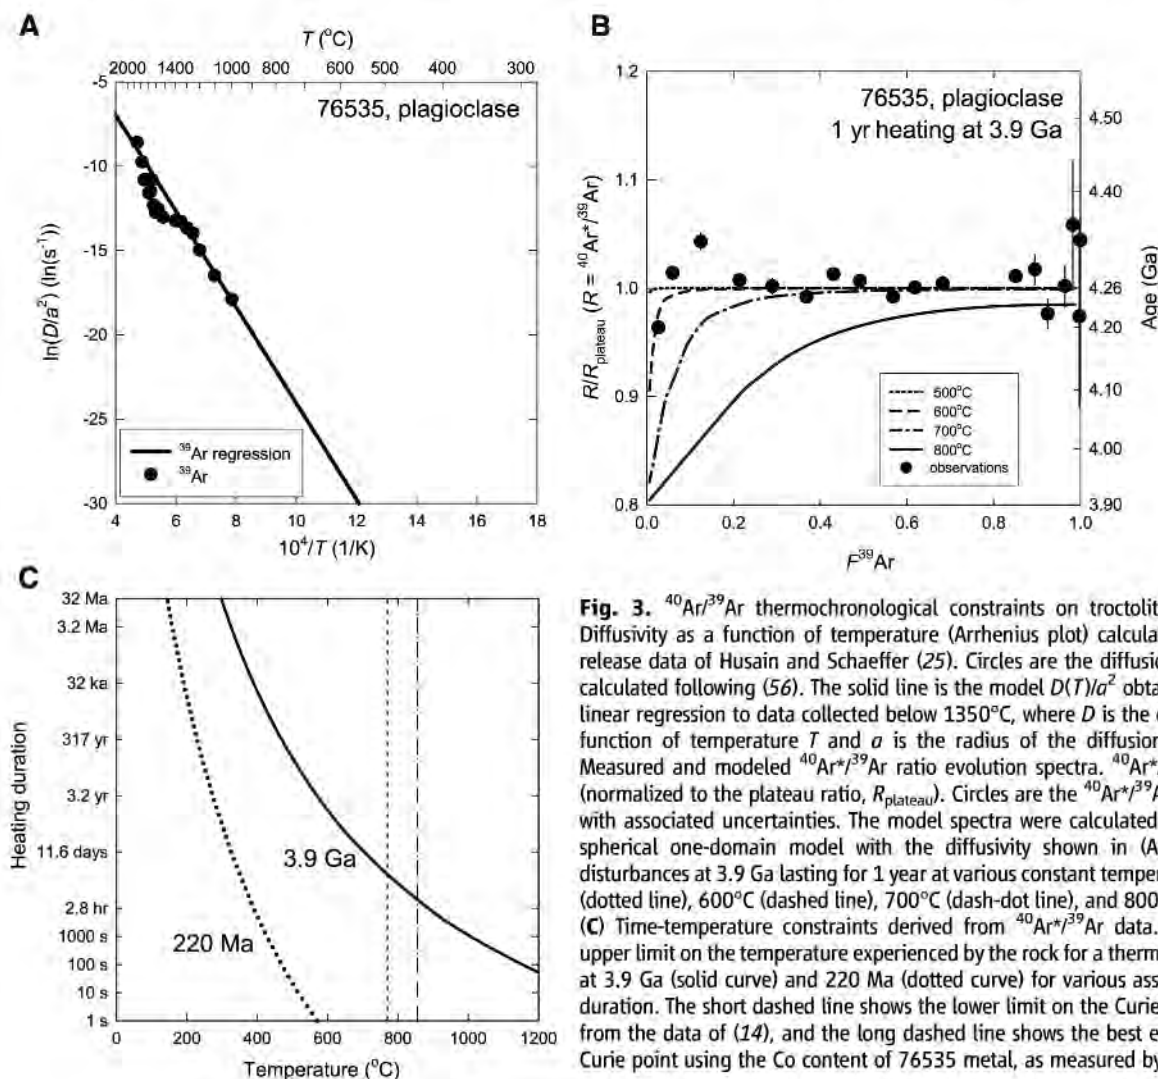 A
T (°C)
2000 1400 1000 800 600 500 400 300
76535, plagioclase
-5
-10
-15
-20
-25
-30
ln(D/a²) (ln(s⁻¹))
³⁹Ar regression
³⁹Ar
4 6 8 10 12 14 16 18
10⁴/T (1/K)
B
76535, plagioclase
1 yr heating at 3.9 Ga
1.2
1.1
1.0
0.9
0.8
R/Rplateau (R = ⁴⁰Ar*/³⁹Ar)
4.50
4.40
4.26
4.20
4.10
4.00
3.90
Age (Ga)
500°C
600°C
700°C
800°C
observations
0.0 0.2 0.4 0.6 0.8 1.0
F³⁹Ar
C
32 Ma
3.2 Ma
32 ka
317 yr
3.2 yr
11.6 days
2.8 hr
1000 s
100 s
10 s
1 s
Heating duration
3.9 Ga
220 Ma
0 200 400 600 800 1000 1200
Temperature (°C)
Fig. 3. ⁴⁰Ar/³⁹Ar thermochronological constraints on troctolit
Diffusivity as a function of temperature (Arrhenius plot) calcula
release data of Husain and Schaeffer (25). Circles are the diffusio
calculated following (56). The solid line is the model D(T)/a² obta
linear regression to data collected below 1350°C, where D is the
function of temperature T and a is the radius of the diffusion
Measured and modeled ⁴⁰Ar*/³⁹Ar ratio evolution spectra. ⁴⁰Ar*
(normalized to the plateau ratio, Rplateau). Circles are the ⁴⁰Ar*/³⁹A
with associated uncertainties. The model spectra were calculated
spherical one-domain model with the diffusivity shown in (A
disturbances at 3.9 Ga lasting for 1 year at various constant temper
(dotted line), 600°C (dashed line), 700°C (dash-dot line), and 800
(C) Time-temperature constraints derived from ⁴⁰Ar*/³⁹Ar data.
upper limit on the temperature experienced by the rock for a therm
at 3.9 Ga (solid curve) and 220 Ma (dotted curve) for various ass
duration. The short dashed line shows the lower limit on the Curie
from the data of (14), and the long dashed line shows the best e
Curie point using the Co content of 76535 metal, as measured by